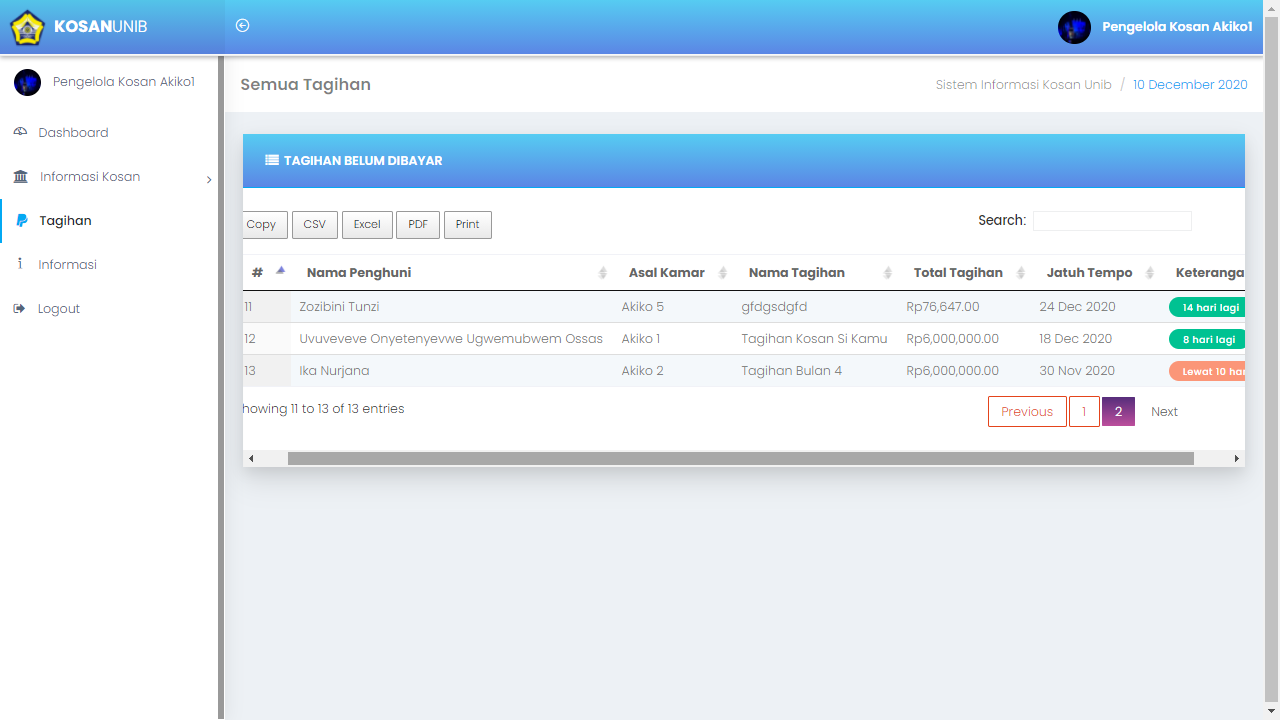 KOSANUNIB
Pengelola Kosan Akiko1
Pengelola Kosan Akiko1
Dashboard
Informasi Kosan
Tagihan
Informasi
Logout
Semua Tagihan
Sistem Informasi Kosan Unib / 10 December 2020
TAGIHAN BELUM DIBAYAR
Copy CSV Excel PDF Print
Search:
# Nama Penghuni Asal Kamar Nama Tagihan Total Tagihan Jatuh Tempo Keteranga
11 Zozibini Tunzi Akiko 5 gfdgsdgfd Rp76,647.00 24 Dec 2020 14 hari lagi
12 Uvuveveve Onyetenyevwe Ugwemubwem Ossas Akiko 1 Tagihan Kosan Si Kamu Rp6,000,000.00 18 Dec 2020 8 hari lagi
13 Ika Nurjana Akiko 2 Tagihan Bulan 4 Rp6,000,000.00 30 Nov 2020 Lewat 10 har
howing 11 to 13 of 13 entries
Previous 1 2 Next